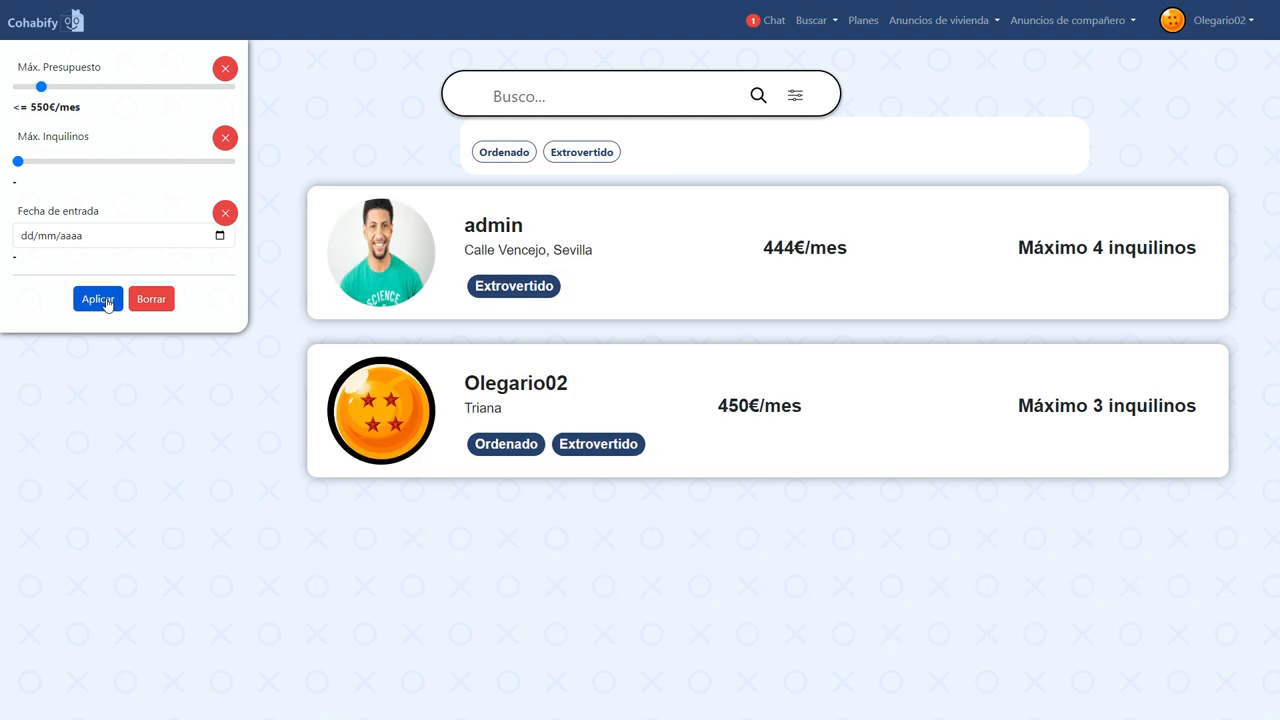 Cohabify
1 Chat Buscar Planes Anuncios de vivienda Anuncios de compañero Olegario02
Máx. Presupuesto
<= 550€/mes
Máx. Inquilinos
-
Fecha de entrada
dd/mm/aaaa
-
Aplicar Borrar
Busco...
Ordenado Extrovertido
admin
Calle Vencejo, Sevilla
Extrovertido
444€/mes
Máximo 4 inquilinos
SCIENCE
Olegario02
Triana
Ordenado Extrovertido
450€/mes
Máximo 3 inquilinos